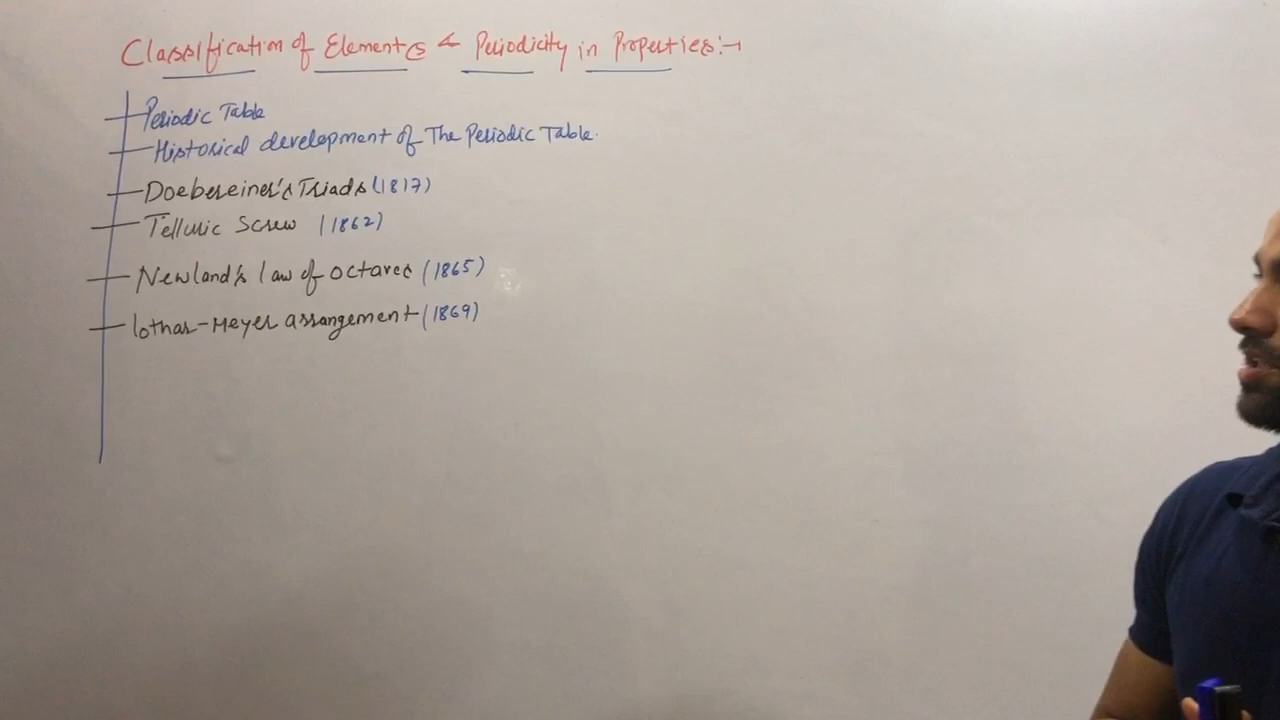 Classification of Elements & Periodicity in Properties:-
Periodic Table
Historical development of The Periodic Table.
Doebereiner's Triads (1817)
Telluric Screw (1862)
Newland's law of octaves (1865)
lothar-Meyer arrangement (1869)